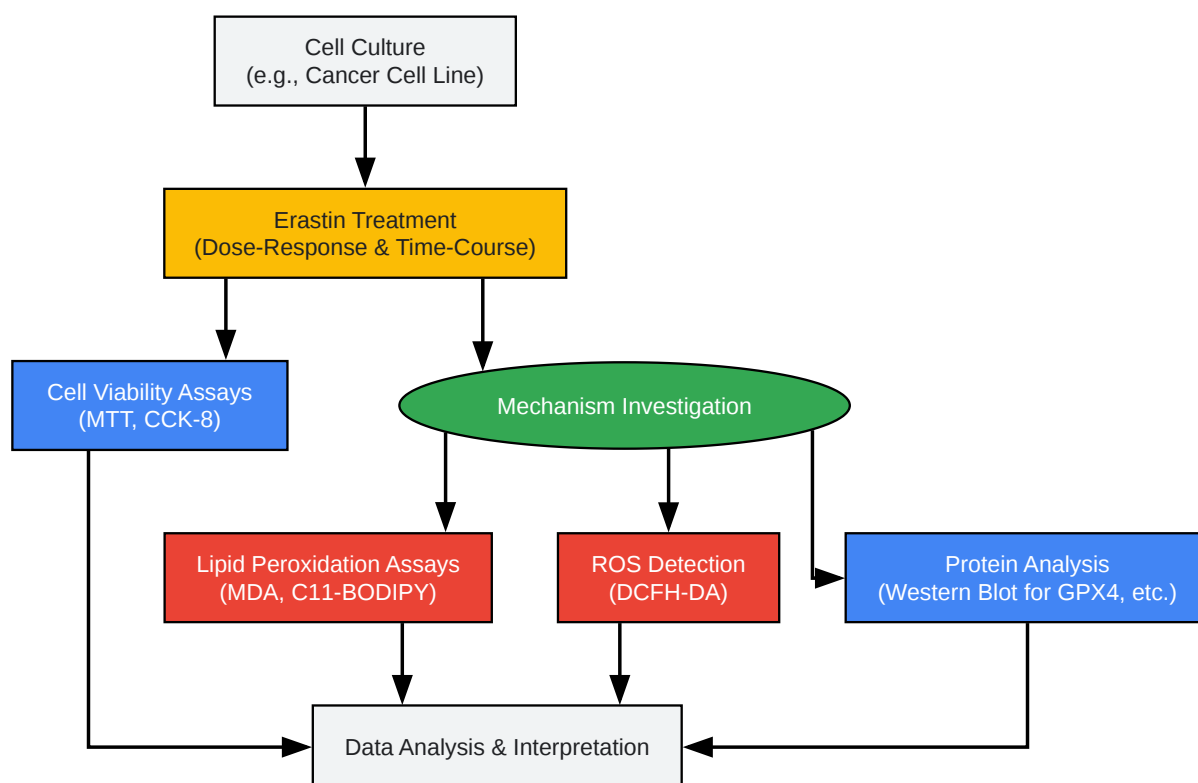 Cell Culture
(e.g., Cancer Cell Line)
Erastin Treatment
(Dose-Response & Time-Course)
Cell Viability Assays
(MTT, CCK-8)
Mechanism Investigation
Lipid Peroxidation Assays
(MDA, C11-BODIPY)
ROS Detection
(DCFH-DA)
Protein Analysis
(Western Blot for GPX4, etc.)
Data Analysis & Interpretation